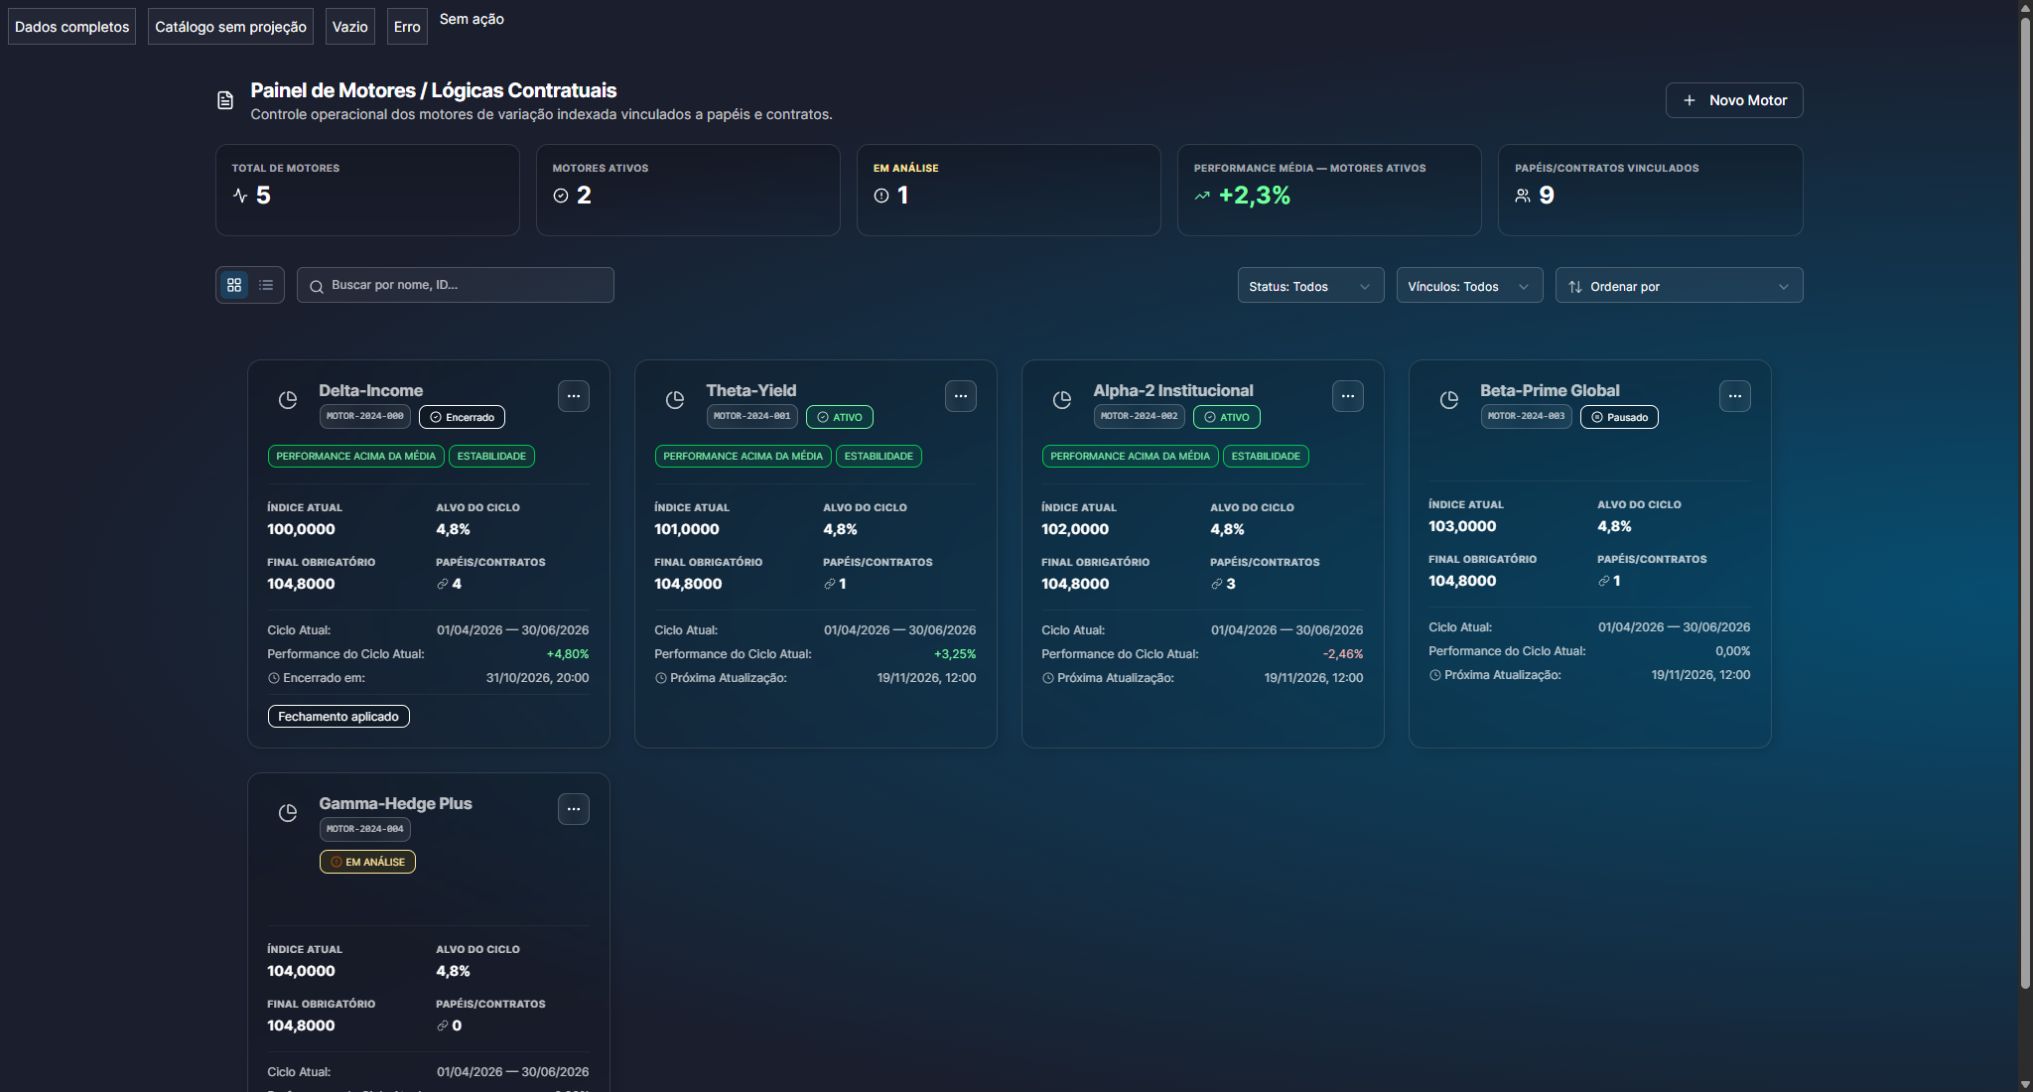 Dados completos
Catálogo sem projeção
Vazio
Erro
Sem ação
Painel de Motores / Lógicas Contratuais
Controle operacional dos motores de variação indexada vinculados a papéis e contratos.
Novo Motor
TOTAL DE MOTORES
5
MOTORES ATIVOS
2
EM ANÁLISE
1
PERFORMANCE MÉDIA — MOTORES ATIVOS
+2,3%
PAPÉIS/CONTRATOS VINCULADOS
9
Buscar por nome, ID...
Status: Todos
Vínculos: Todos
Ordenar por
Delta-Income
MOTOR-2024-000
Encerrado
PERFORMANCE ACIMA DA MÉDIA
ESTABILIDADE
ÍNDICE ATUAL
100,0000
ALVO DO CICLO
4,8%
FINAL OBRIGATÓRIO
104,8000
PAPÉIS/CONTRATOS
4
Ciclo Atual: 01/04/2026 — 30/06/2026
Performance do Ciclo Atual: +4,80%
Encerrado em: 31/10/2026, 20:00
Fechamento aplicado
Theta-Yield
MOTOR-2024-001
ATIVO
PERFORMANCE ACIMA DA MÉDIA
ESTABILIDADE
ÍNDICE ATUAL
101,0000
ALVO DO CICLO
4,8%
FINAL OBRIGATÓRIO
104,8000
PAPÉIS/CONTRATOS
1
Ciclo Atual: 01/04/2026 — 30/06/2026
Performance do Ciclo Atual: +3,25%
Próxima Atualização: 19/11/2026, 12:00
Alpha-2 Institucional
MOTOR-2024-002
ATIVO
PERFORMANCE ACIMA DA MÉDIA
ESTABILIDADE
ÍNDICE ATUAL
102,0000
ALVO DO CICLO
4,8%
FINAL OBRIGATÓRIO
104,8000
PAPÉIS/CONTRATOS
3
Ciclo Atual: 01/04/2026 — 30/06/2026
Performance do Ciclo Atual: -2,46%
Próxima Atualização: 19/11/2026, 12:00
Beta-Prime Global
MOTOR-2024-003
Pausado
ÍNDICE ATUAL
103,0000
ALVO DO CICLO
4,8%
FINAL OBRIGATÓRIO
104,8000
PAPÉIS/CONTRATOS
1
Ciclo Atual: 01/04/2026 — 30/06/2026
Performance do Ciclo Atual: 0,00%
Próxima Atualização: 19/11/2026, 12:00
Gamma-Hedge Plus
MOTOR-2024-004
EM ANÁLISE
ÍNDICE ATUAL
104,0000
ALVO DO CICLO
4,8%
FINAL OBRIGATÓRIO
104,8000
PAPÉIS/CONTRATOS
0
Ciclo Atual: 01/04/2026 — 30/06/2026